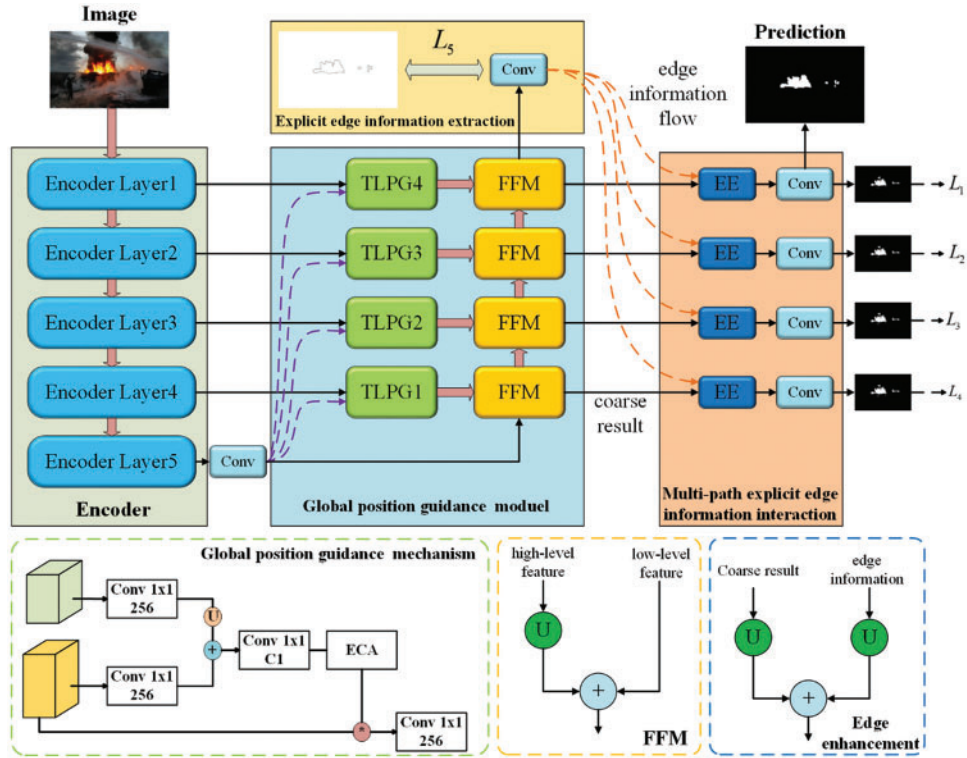 Image
L5
Conv
Explicit edge information extraction
edge
information
flow
Prediction
Encoder Layer1
TLPG4
FFM
EE
Conv
L1
Encoder Layer2
TLPG3
FFM
EE
Conv
L2
Encoder Layer3
TLPG2
FFM
EE
Conv
L3
Encoder Layer4
TLPG1
FFM
coarse
result
EE
Conv
L4
Encoder Layer5
Conv
Encoder
Global position guidance moduel
Multi-path explicit edge
information interaction
Global position guidance mechanism
Conv 1x1
256
U
+
Conv 1x1
C1
ECA
Conv 1x1
256
*
Conv 1x1
256
high-level
feature
low-level
feature
U
+
FFM
Coarse result
edge
information
U
U
+
Edge
enhancement